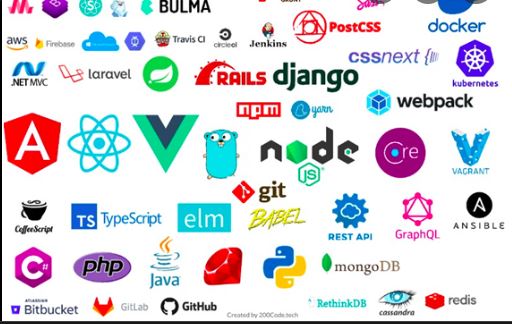 BULMA
PostCSS
docker
aws
Firebase
Travis CI
circleci
Jenkins
cssnext {
.NET MVC
laravel
RAILS
django
kubernetes
npm
yarn
webpack
A
node
JS
Core
VAGRANT
git
CoffeeScript
TS TypeScript
elm
BABEL
REST API
GraphQL
ANSIBLE
C#
php
Java
mongoDB
ATLASSIAN
Bitbucket
GitLab
GitHub
RethinkDB
cassandra
redis
Created by 200Code.tech